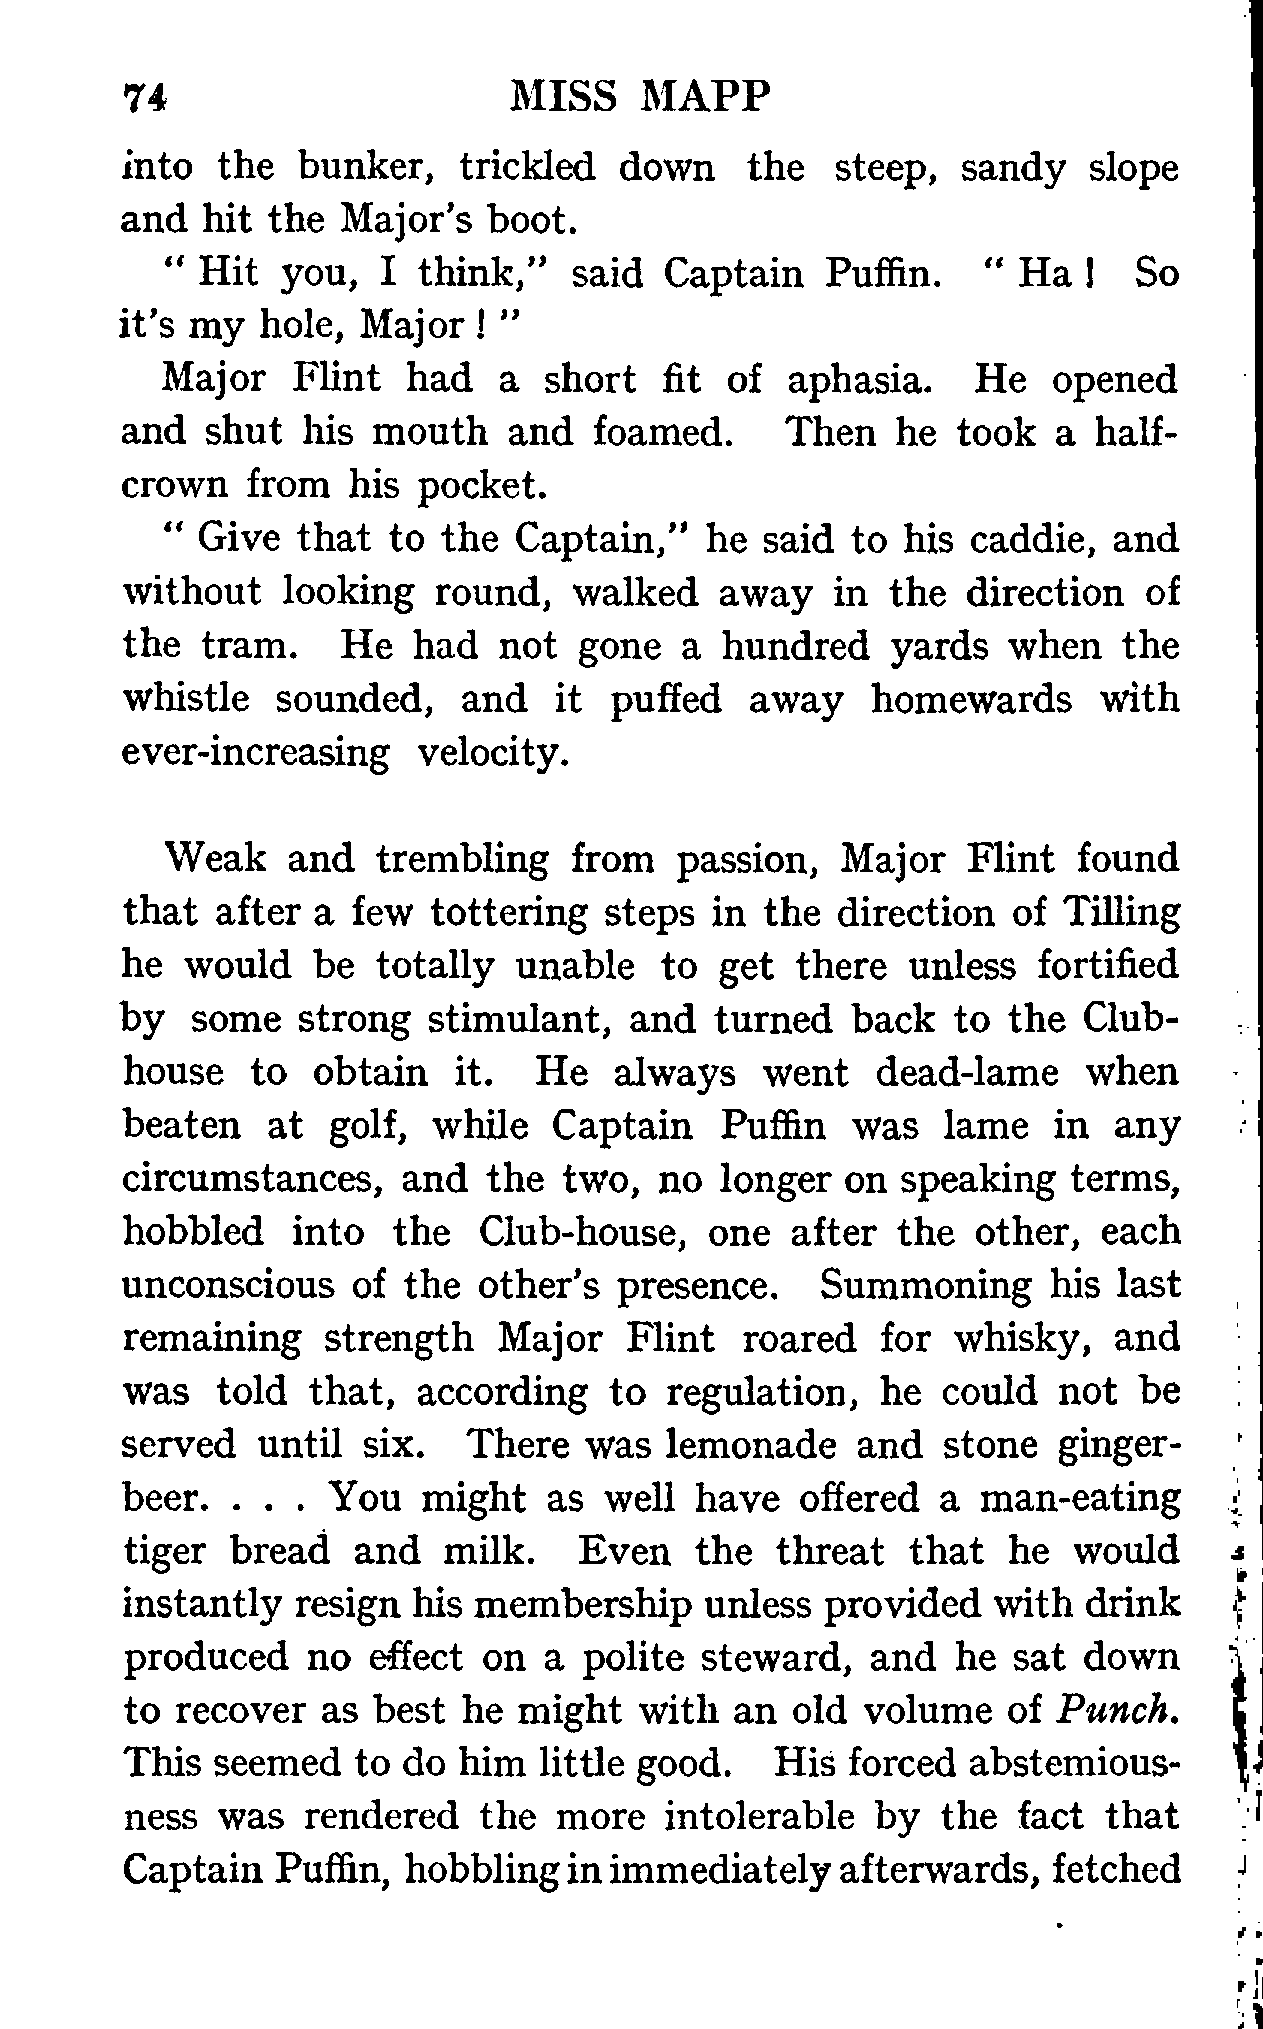 74 MISS MAPP
into the bunker, trickled down the steep, sandy slope
and hit the Major's boot.
" Hit you, I think," said Captain Puffin. " Ha ! So
it's my hole, Major ! "
Major Flint had a short fit of aphasia. He opened
and shut his mouth and foamed. Then he took a half-
crown from his pocket.
" Give that to the Captain," he said to his caddie, and
without looking round, walked away in the direction of
the tram. He had not gone a hundred yards when the
whistle sounded, and it puffed away homewards with
ever-increasing velocity.
Weak and trembling from passion, Major Flint found
that after a few tottering steps in the direction of Tilling
he would be totally unable to get there unless fortified
by some strong stimulant, and turned back to the Club-
house to obtain it. He always went dead-lame when
beaten at golf, while Captain Puffin was lame in any
circumstances, and the two, no longer on speaking terms,
hobbled into the Club-house, one after the other, each
unconscious of the other's presence. Summoning his last
remaining strength Major Flint roared for whisky, and
was told that, according to regulation, he could not be
served until six. There was lemonade and stone ginger-
beer. . . . You might as well have offered a man-eating
tiger bread and milk. Even the threat that he would
instantly resign his membership unless provided with drink
produced no effect on a polite steward, and he sat down
to recover as best he might with an old volume of Punch.
This seemed to do him little good. His forced abstemious-
ness was rendered the more intolerable by the fact that
Captain Puffin, hobbling in immediately afterwards, fetched